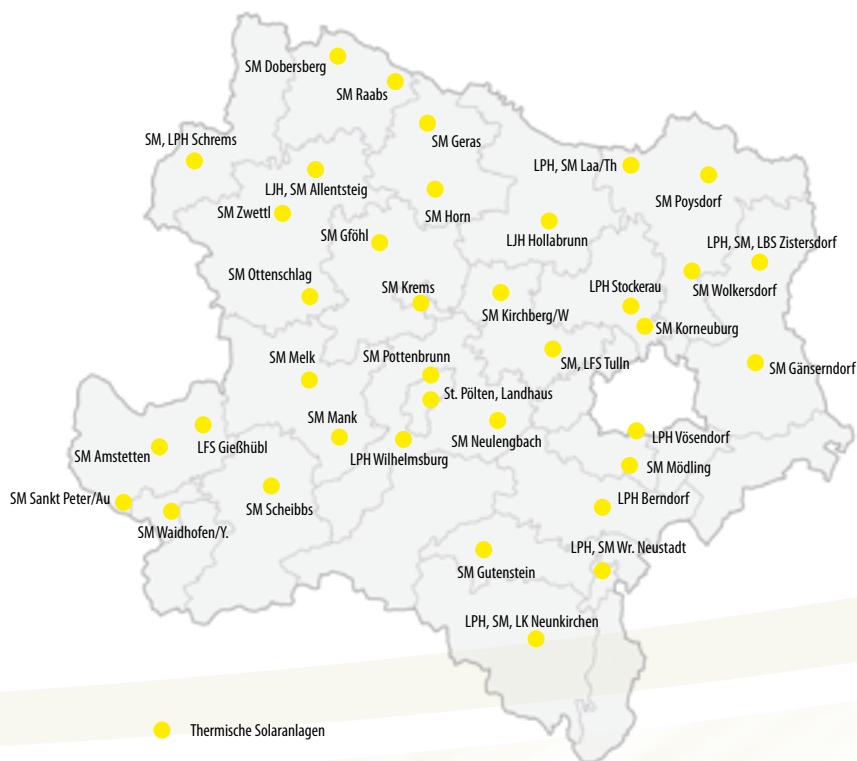 SM Dobersberg
SM Raabs
SM Geras
SM, LPH Schrems
LPH, SM Laa/Th
LJH, SM Allentsteig
SM Poysdorf
SM Horn
SM Zwettl
SM Gföhl
LJH Hollabrunn
LPH, SM, LBS Zistersdorf
SM Ottenschlag
SM Krems
LPH Stockerau
SM Wolkersdorf
SM Kirchberg/W
SM Korneuburg
SM Melk
SM Pottenbrunn
SM, LFS Tulln
SM Gänserndorf
St. Pölten, Landhaus
SM Mank
LFS Gießhübl
SM Neulengbach
LPH Vösendorf
SM Amstetten
LPH Wilhelmsburg
SM Mödling
SM Sankt Peter/Au
SM Scheibbs
LPH Berndorf
SM Waidhofen/Y.
LPH, SM Wr. Neustadt
SM Gutenstein
LPH, SM, LK Neunkirchen
Thermische Solaranlagen